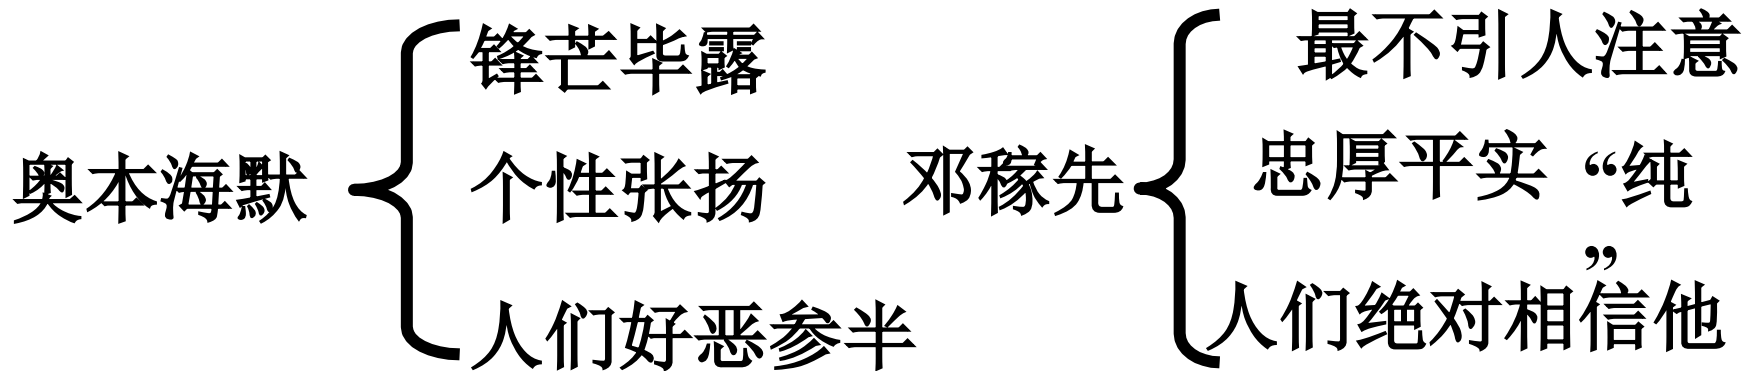 奥本海默
锋芒毕露
个性张扬
人们好恶参半
邓稼先
最不引人注意
忠厚平实 “纯
”
人们绝对相信他